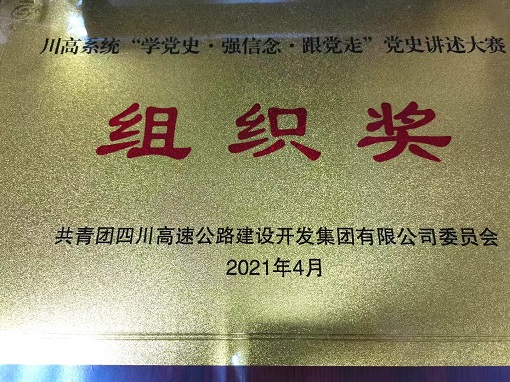 川高系统“学党史·强信念·跟党走”党史讲述大赛
组织奖
共青团四川高速公路建设开发集团有限公司委员会
2021年4月